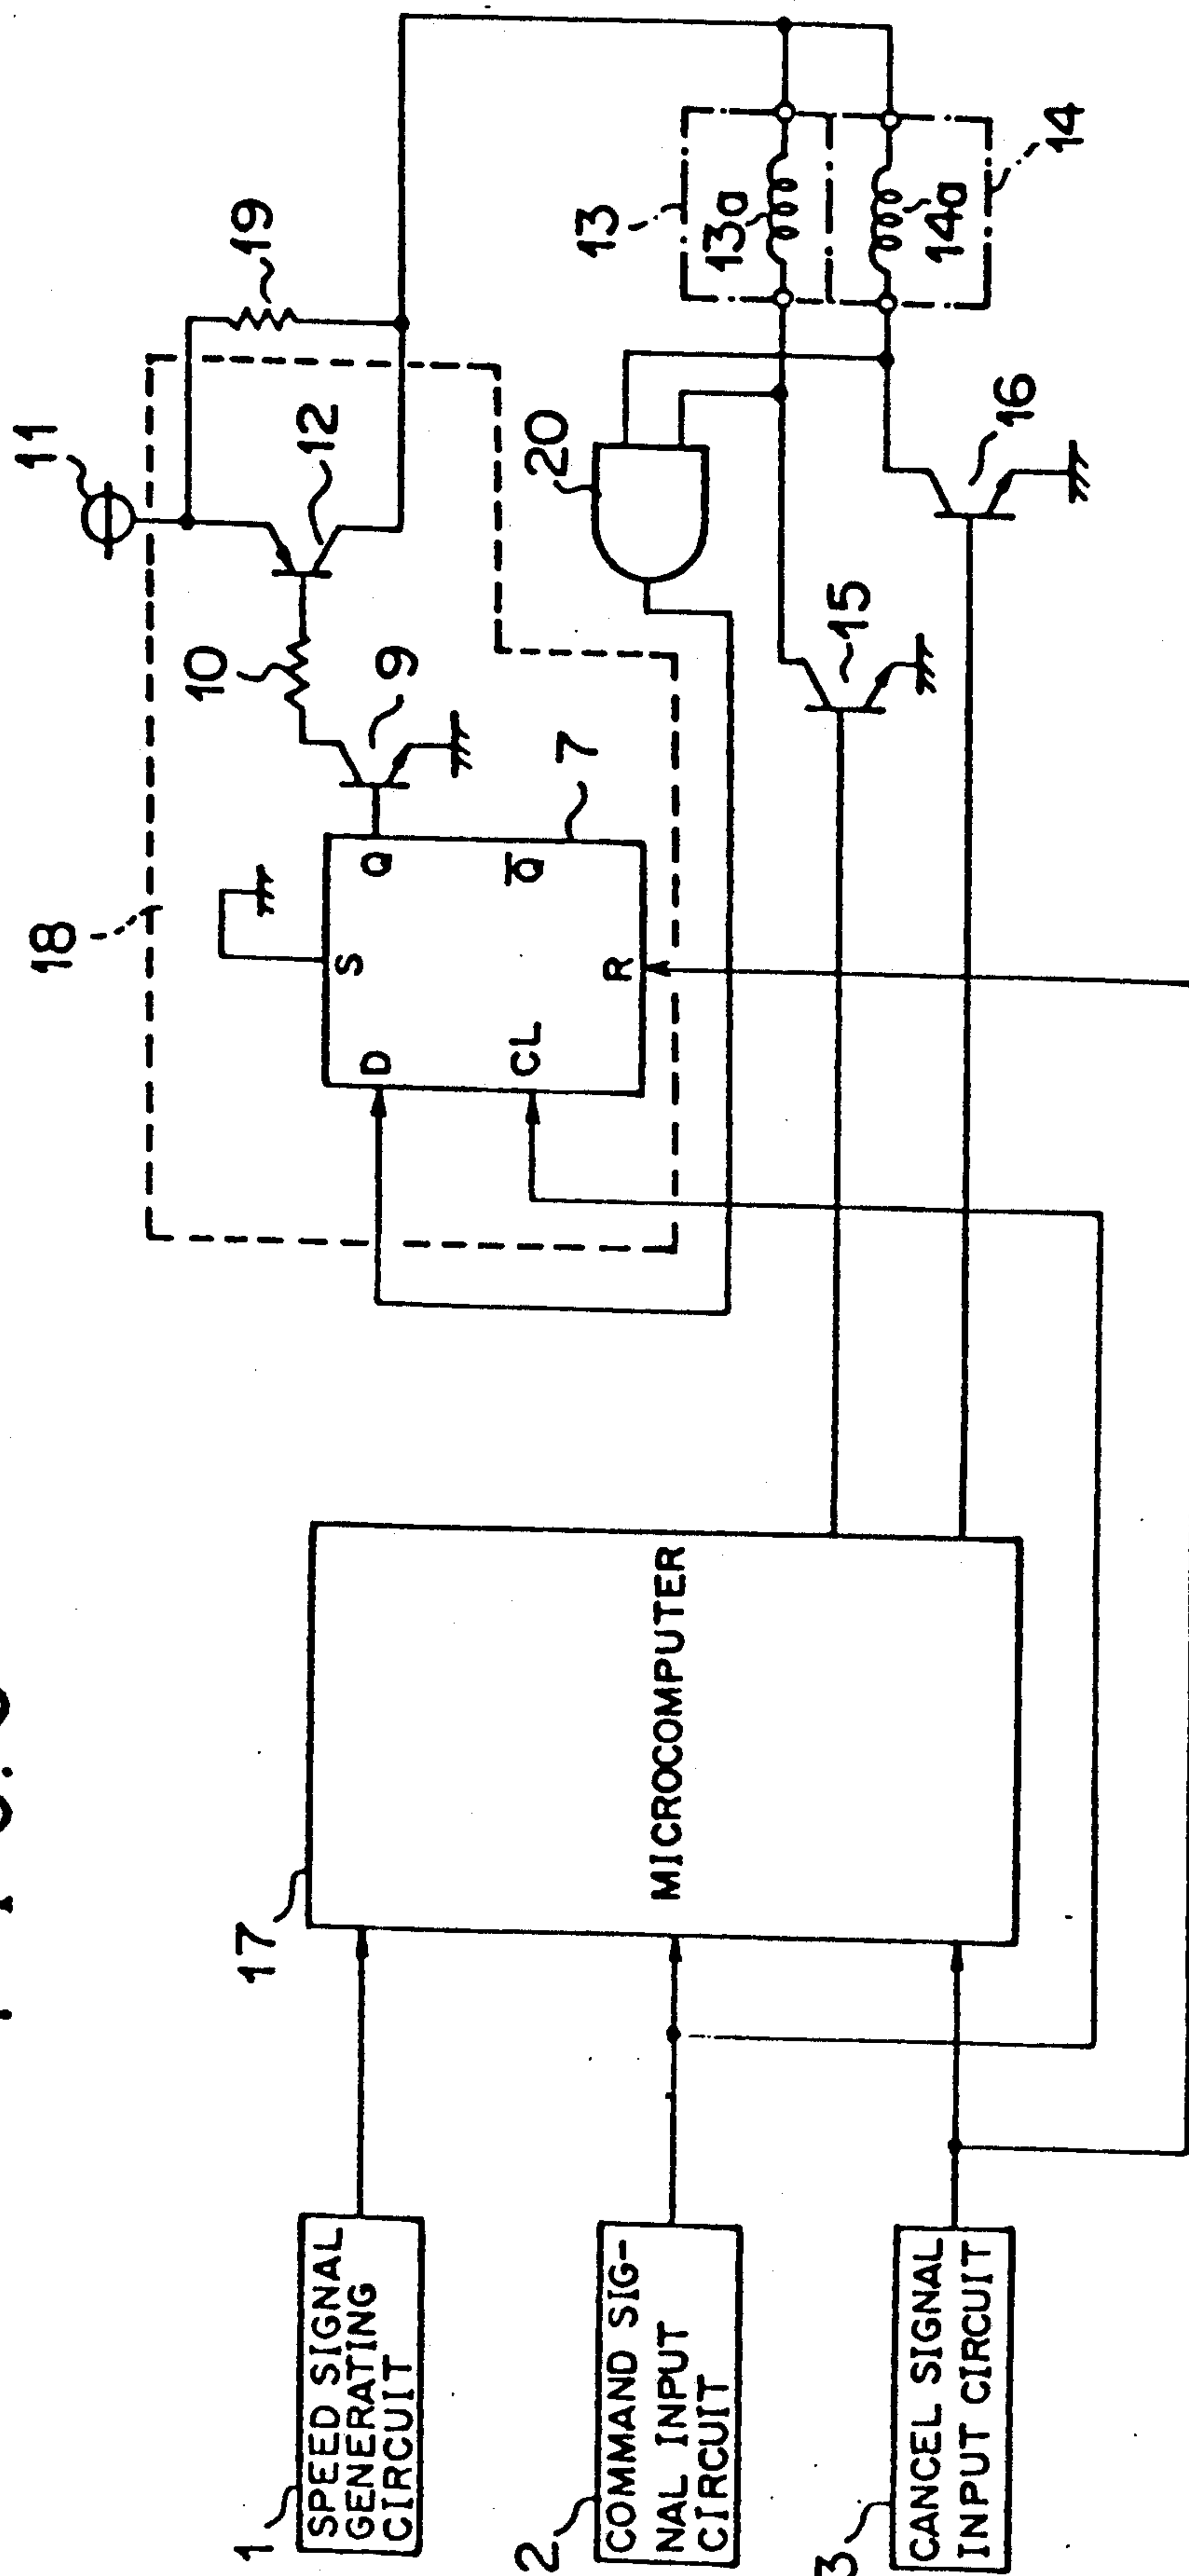 1
SPEED SIGNAL
GENERATING
CIRCUIT
2
COMMAND SIG-
NAL INPUT
CIRCUIT
3
CANCEL SIGNAL
INPUT CIRCUIT
17
MICROCOMPUTER
18
D
S
Q
CL
R
Q̅
7
9
10
11
12
19
20
15
16
13
13a
14a
14